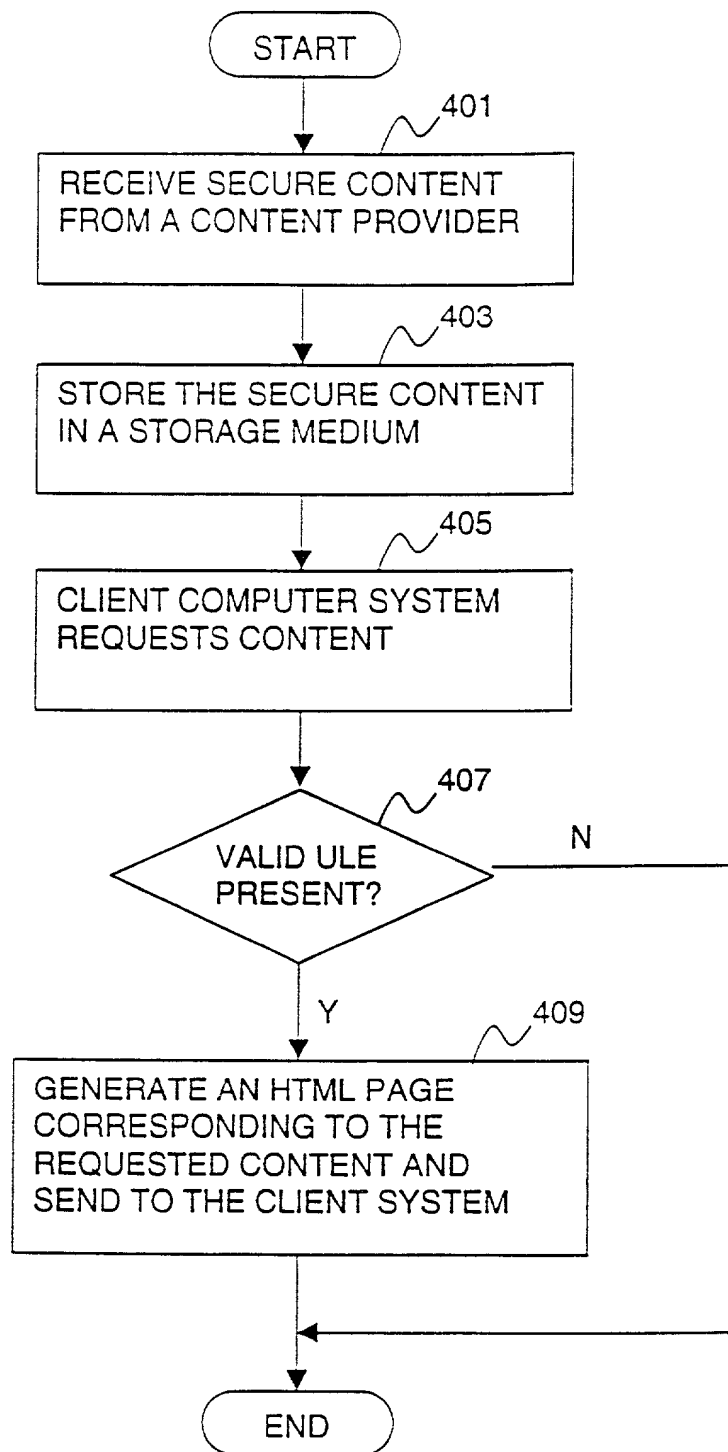 START
401
RECEIVE SECURE CONTENT
FROM A CONTENT PROVIDER
403
STORE THE SECURE CONTENT
IN A STORAGE MEDIUM
405
CLIENT COMPUTER SYSTEM
REQUESTS CONTENT
407
VALID ULE
PRESENT?
N
Y
409
GENERATE AN HTML PAGE
CORRESPONDING TO THE
REQUESTED CONTENT AND
SEND TO THE CLIENT SYSTEM
END